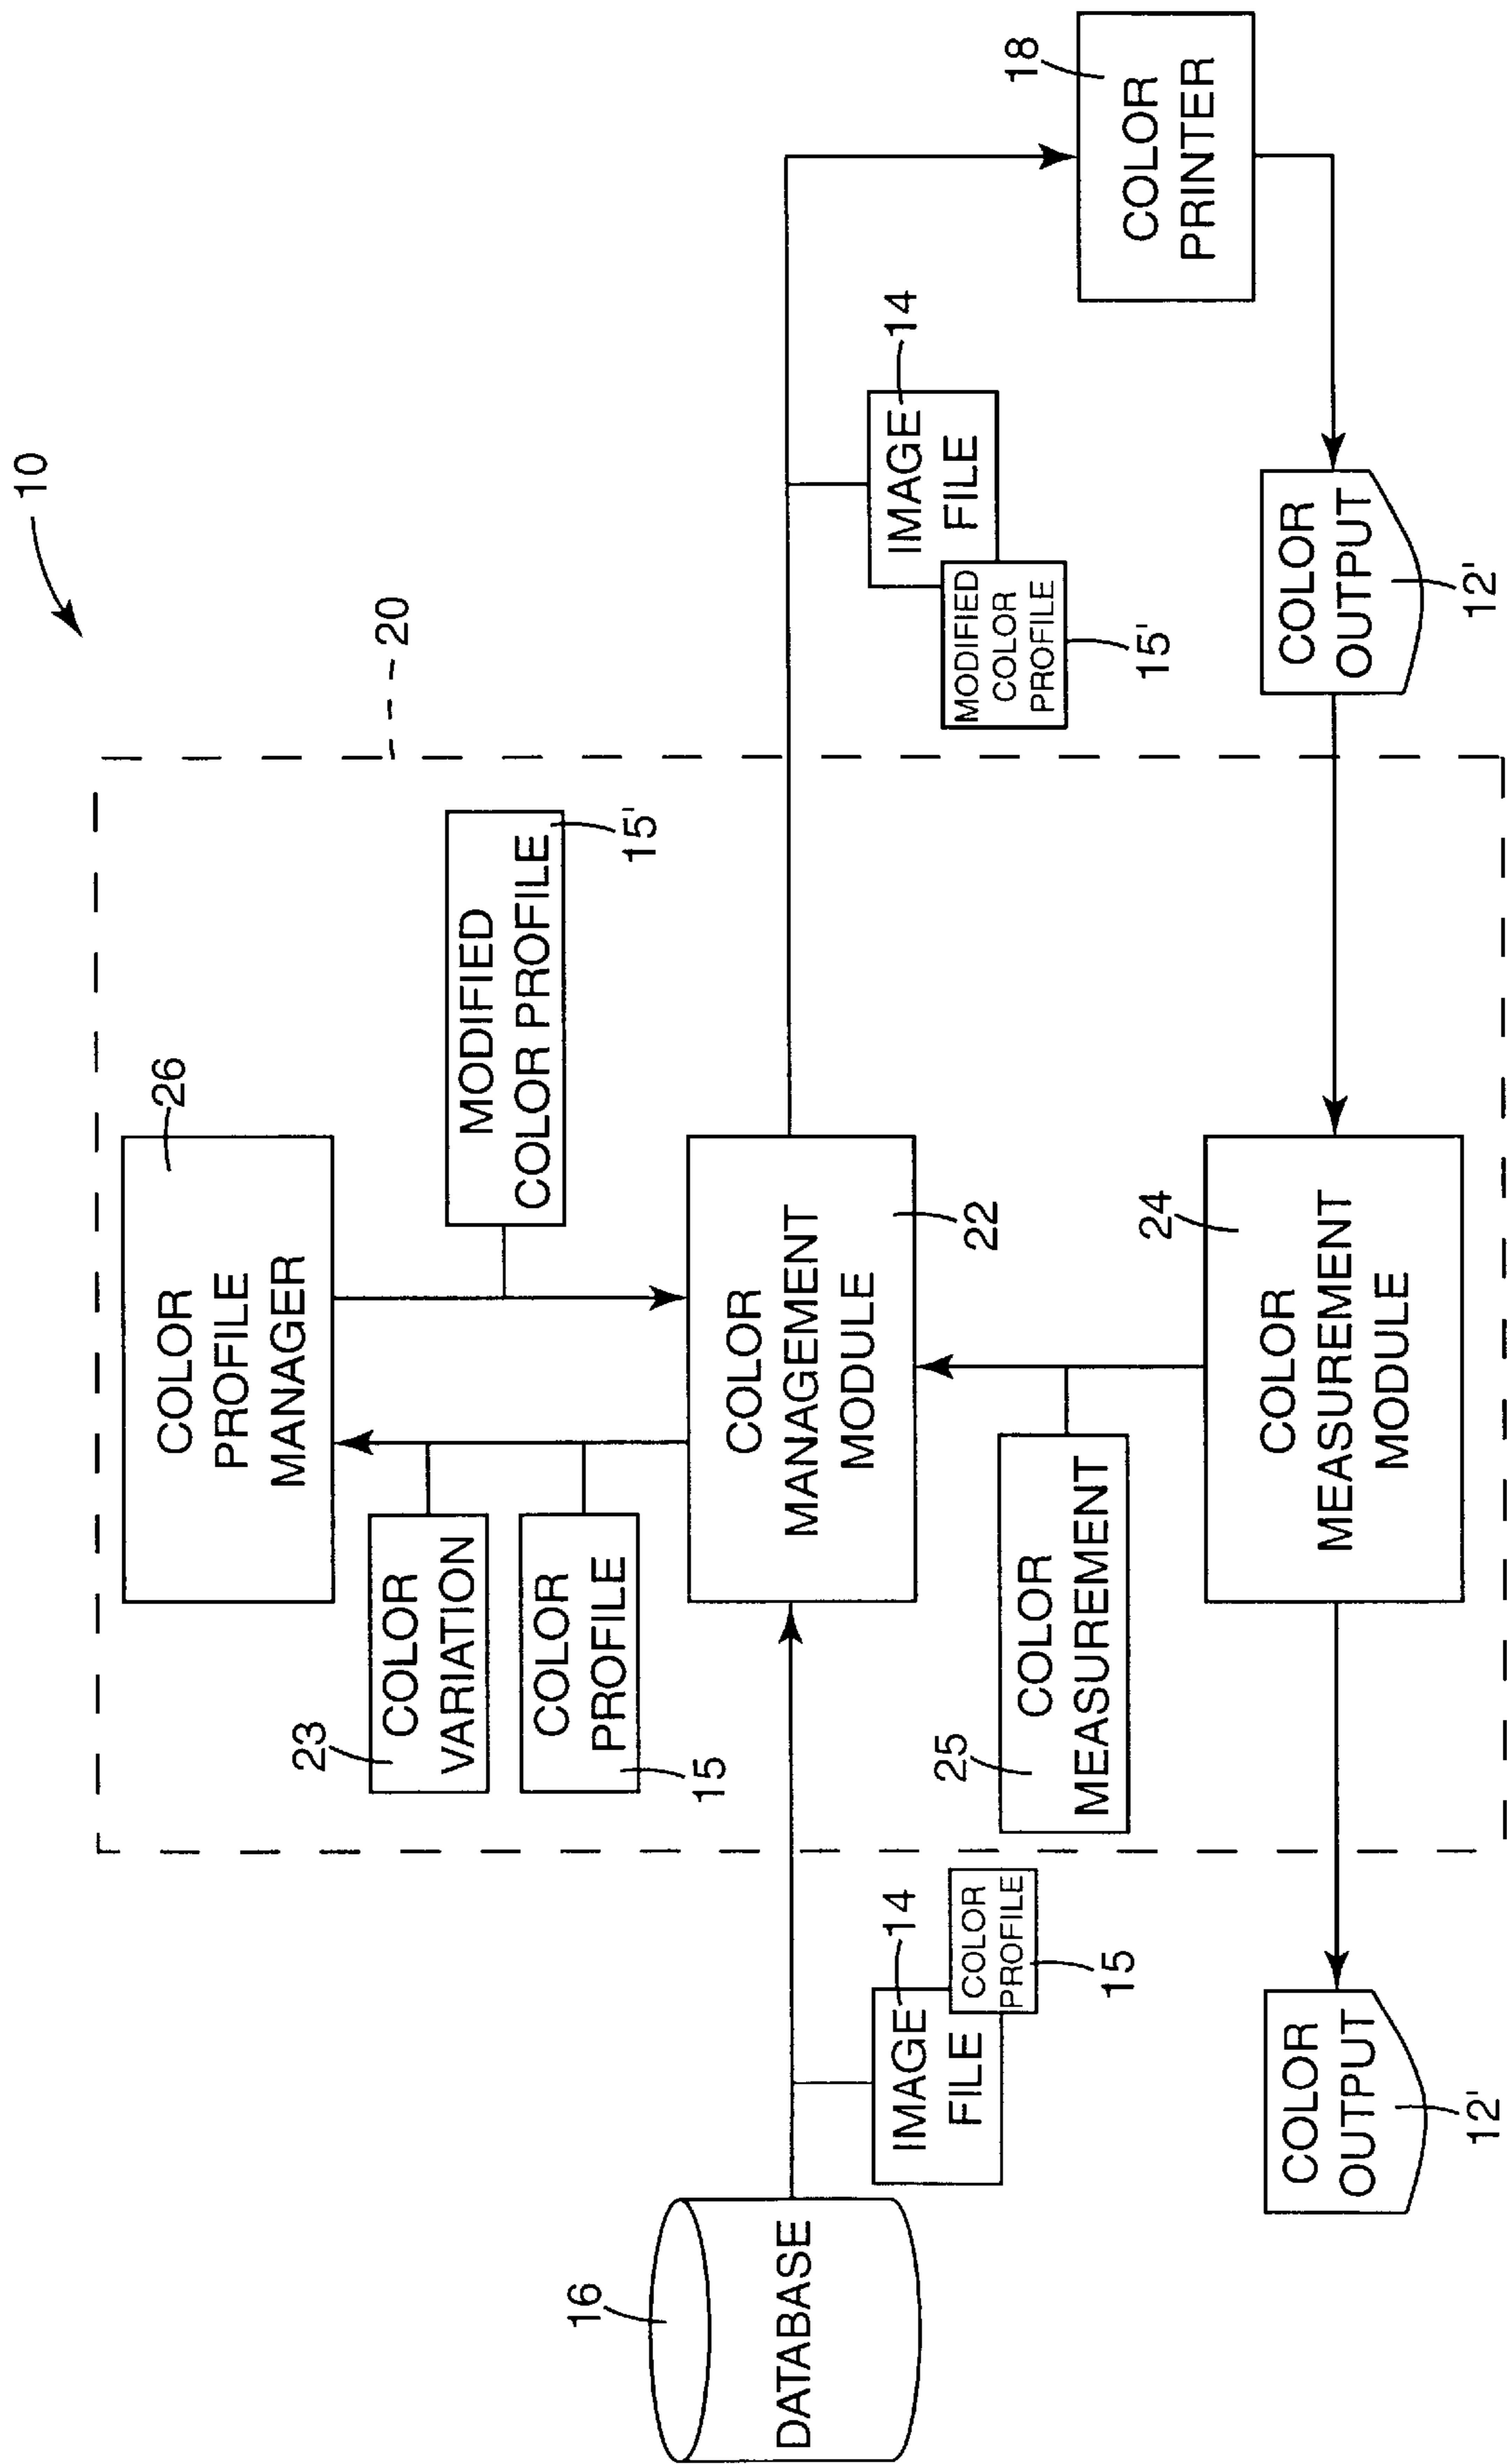 10
20
26
COLOR
PROFILE
MANAGER
23
COLOR
VARIATION
COLOR
PROFILE
15
MODIFIED
COLOR PROFILE
15'
16
DATABASE
14
IMAGE
FILE
COLOR
PROFILE
15
COLOR
MANAGEMENT
MODULE
22
14
IMAGE
FILE
MODIFIED
COLOR
PROFILE
15'
18
COLOR
PRINTER
25
COLOR
MEASUREMENT
24
COLOR
MEASUREMENT
MODULE
COLOR
OUTPUT
12'
COLOR
OUTPUT
12'